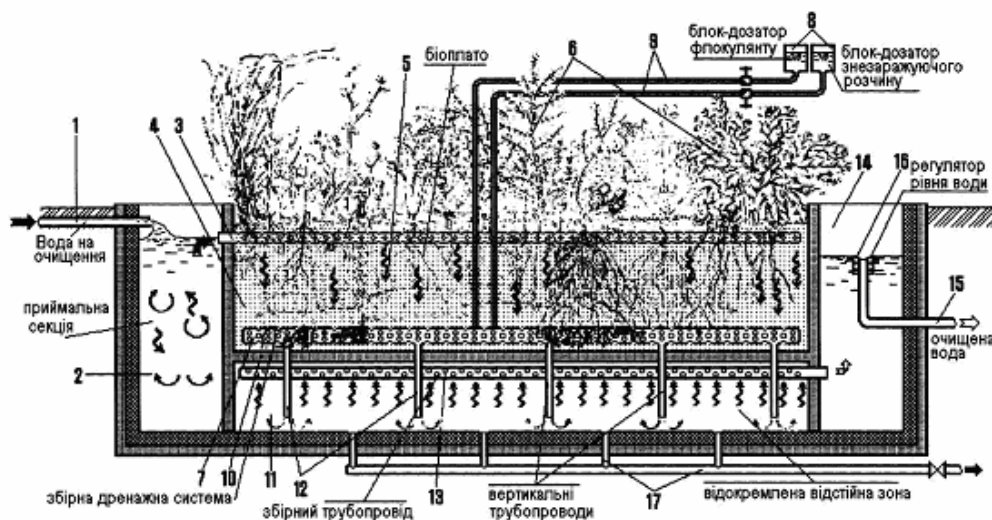 8
блок-дозатор
флокулянту
блок-дозатор
знезаражуючого
розчину
6
9
5
біоплато
4
3
1
14
16
регулятор
рівня води
Вода на
очищення
приймальна
секція
2
15
очищена
вода
7
10
11
12
13
17
збірна дренажна система
збірний трубопровід
вертикальні
трубопроводи
відокремлена відстійна зона